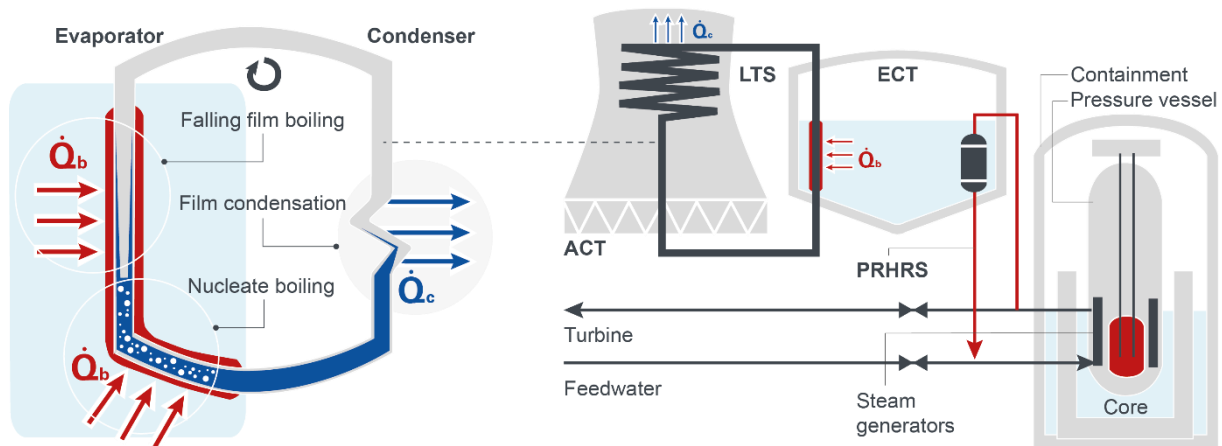 Evaporator
Condenser
Falling film boiling
Q̇b
Film condensation
Nucleate boiling
Q̇c
Q̇b
Q̇c
LTS
ECT
Q̇b
ACT
PRHRS
Containment
Pressure vessel
Turbine
Feedwater
Steam
generators
Core